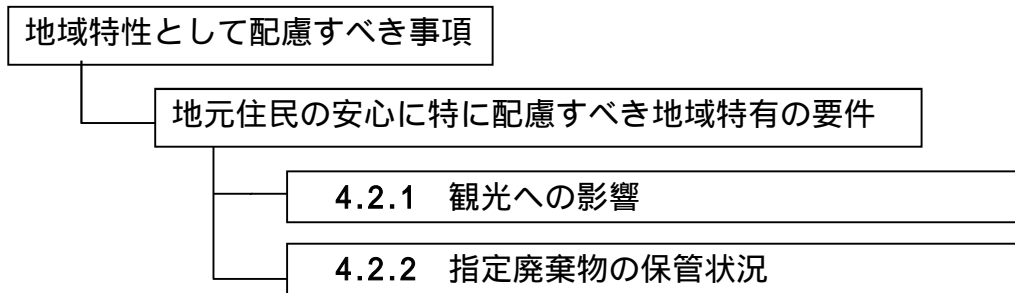 地域特性として配慮すべき事項
地元住民の安心に特に配慮すべき地域特有の要件
4.2.1 観光への影響
4.2.2 指定廃棄物の保管状況